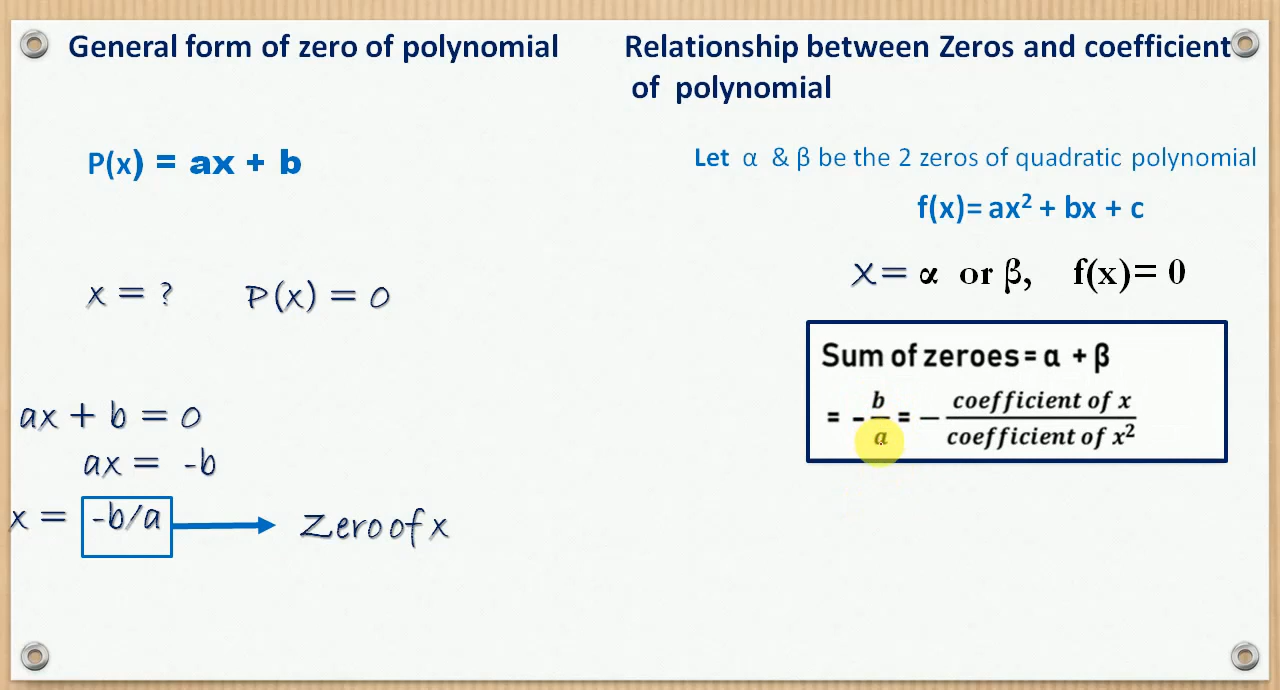 General form of zero of polynomial
P(x) = ax + b
x = ? P(x) = 0
ax + b = 0
ax = -b
x = -b/a Zero of x
Relationship between Zeros and coefficient
of polynomial
Let α & β be the 2 zeros of quadratic polynomial
f(x)= ax² + bx + c
X= α or β, f(x)= 0
Sum of zeroes = α + β
= - b/a = - coefficient of x / coefficient of x²